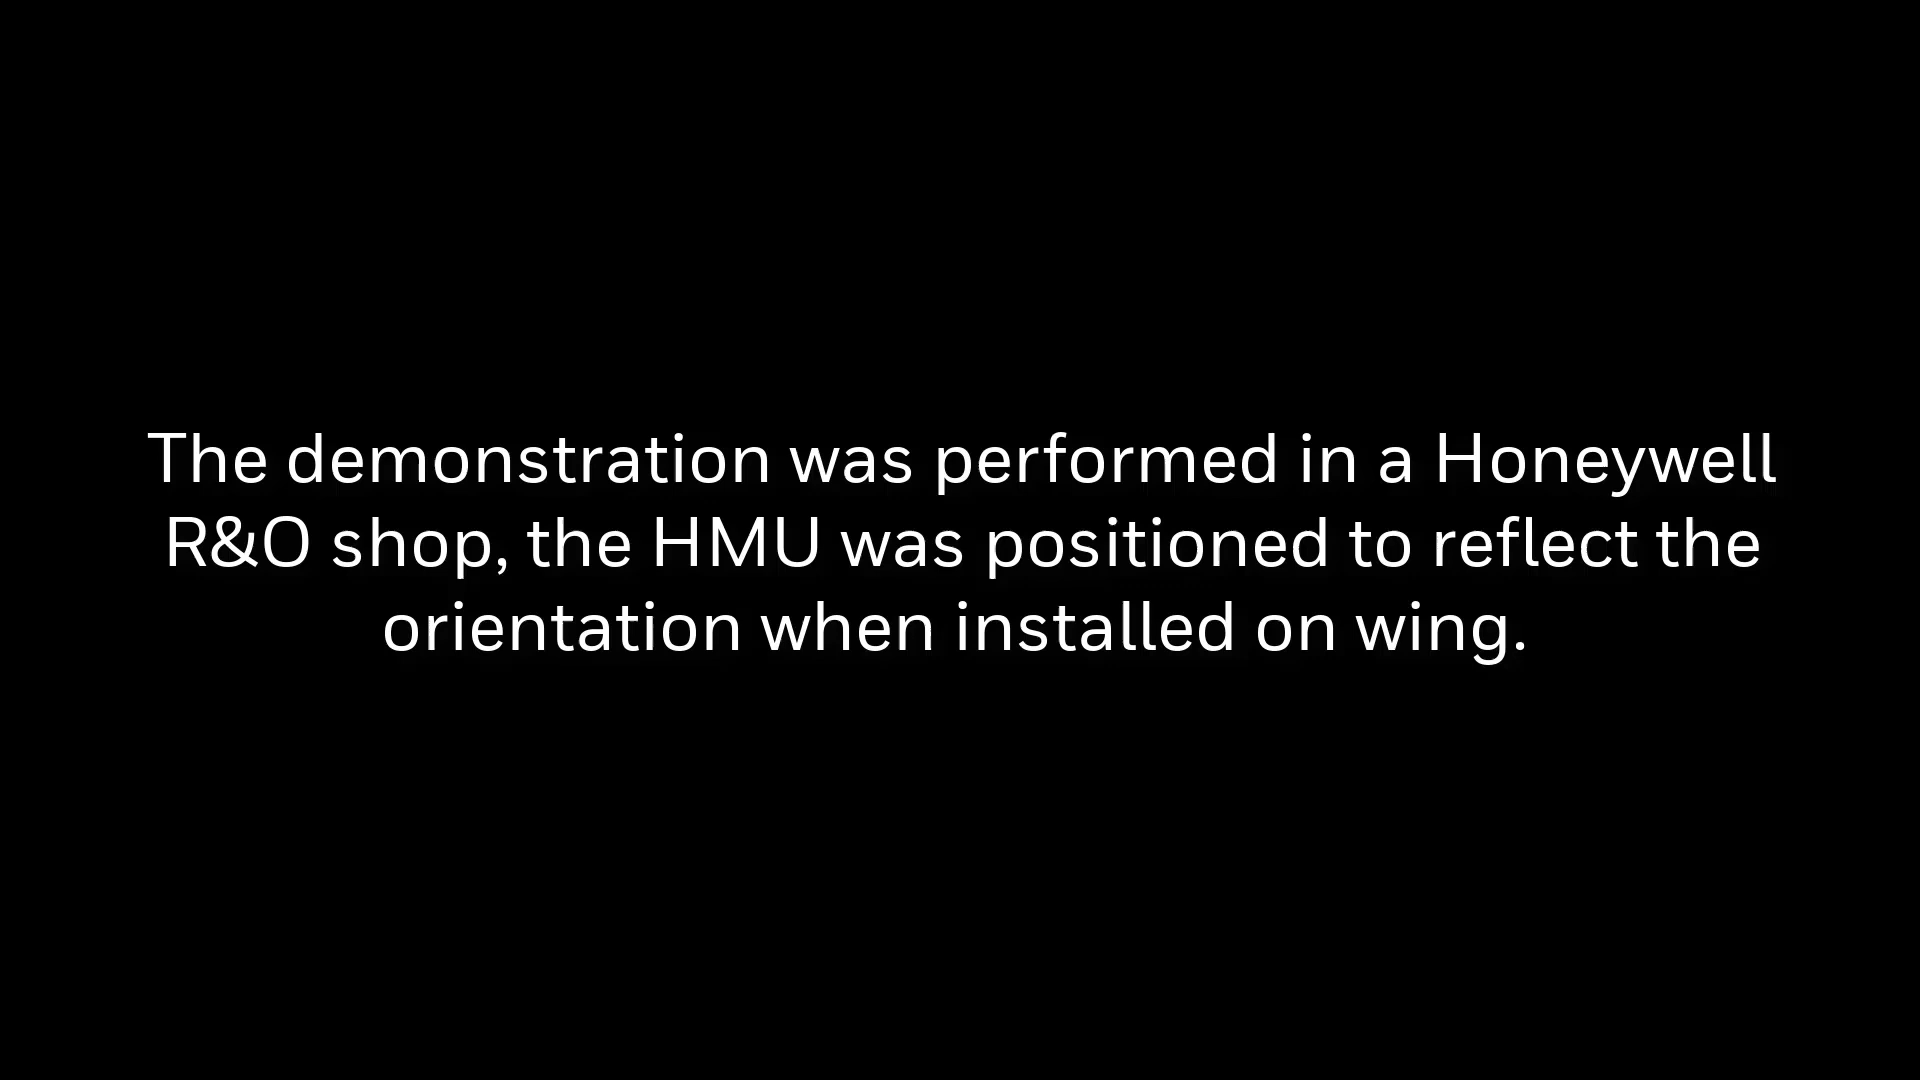 The demonstration was performed in a Honeywell
R&O shop, the HMU was positioned to reflect the
orientation when installed on wing.